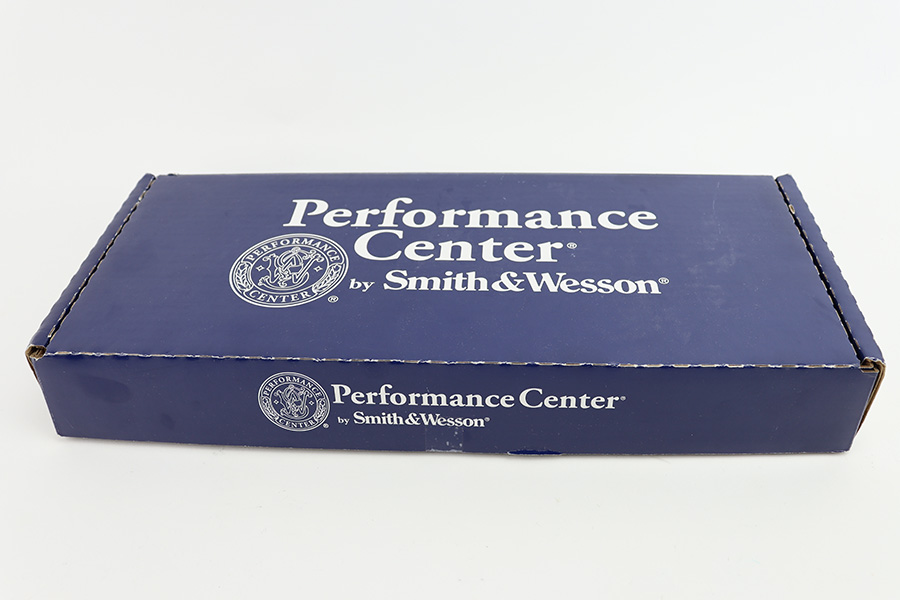 Performance
Center®
PERFORMANCE
CENTER
®
by Smith & Wesson®
PERFORMANCE
CENTER
®
Performance Center®
by Smith & Wesson®